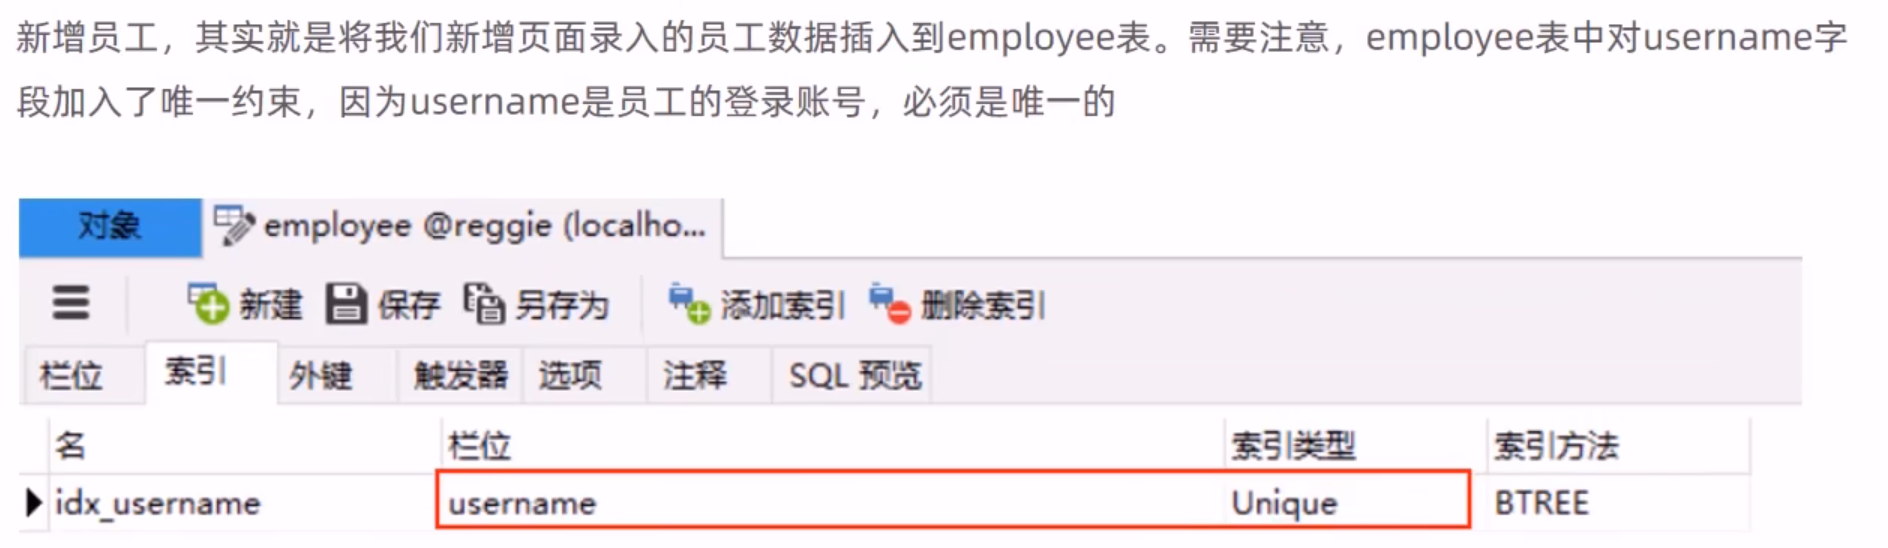 新增员工，其实就是将我们新增页面录入的员工数据插入到employee表。需要注意，employee表中对username字
段加入了唯一约束，因为username是员工的登录账号，必须是唯一的
对象 employee @reggie (localho...
新建 保存 另存为 添加索引 删除索引
栏位 索引 外键 触发器 选项 注释 SQL 预览
名 栏位 索引类型 索引方法
idx_username username Unique BTREE